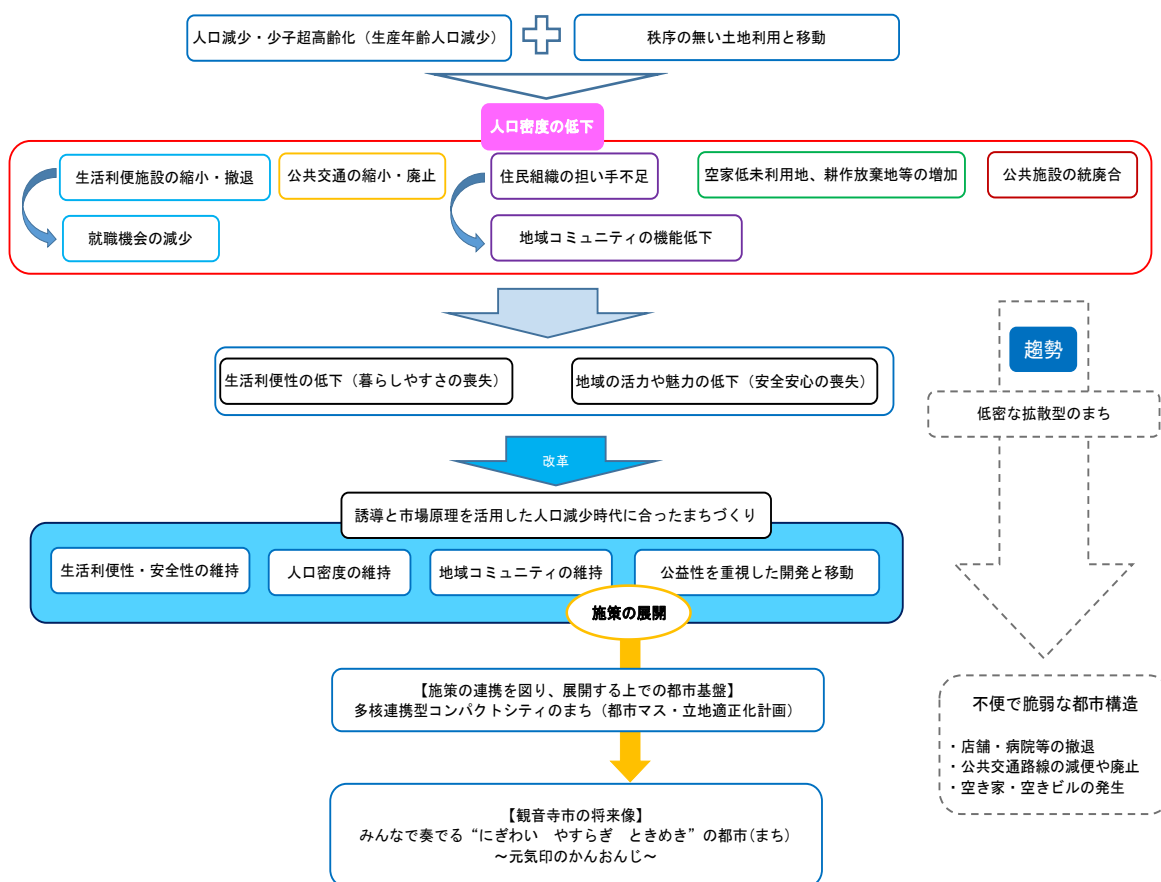 人口減少・少子超高齢化（生産年齢人口減少）
秩序の無い土地利用と移動
人口密度の低下
生活利便施設の縮小・撤退
公共交通の縮小・廃止
住民組織の担い手不足
空家低未利用地、耕作放棄地等の増加
公共施設の統廃合
就職機会の減少
地域コミュニティの機能低下
生活利便性の低下（暮らしやすさの喪失）
地域の活力や魅力の低下（安全安心の喪失）
改革
誘導と市場原理を活用した人口減少時代に合ったまちづくり
生活利便性・安全性の維持
人口密度の維持
地域コミュニティの維持
公益性を重視した開発と移動
施策の展開
【施策の連携を図り、展開する上での都市基盤】
多核連携型コンパクトシティのまち（都市マス・立地適正化計画）
【観音寺市の将来像】
みんなで奏でる“にぎわい　やすらぎ　ときめき”の都市(まち)
～元気印のかんおんじ～
趨勢
低密な拡散型のまち
不便で脆弱な都市構造
・店舗・病院等の撤退
・公共交通路線の減便や廃止
・空き家・空きビルの発生